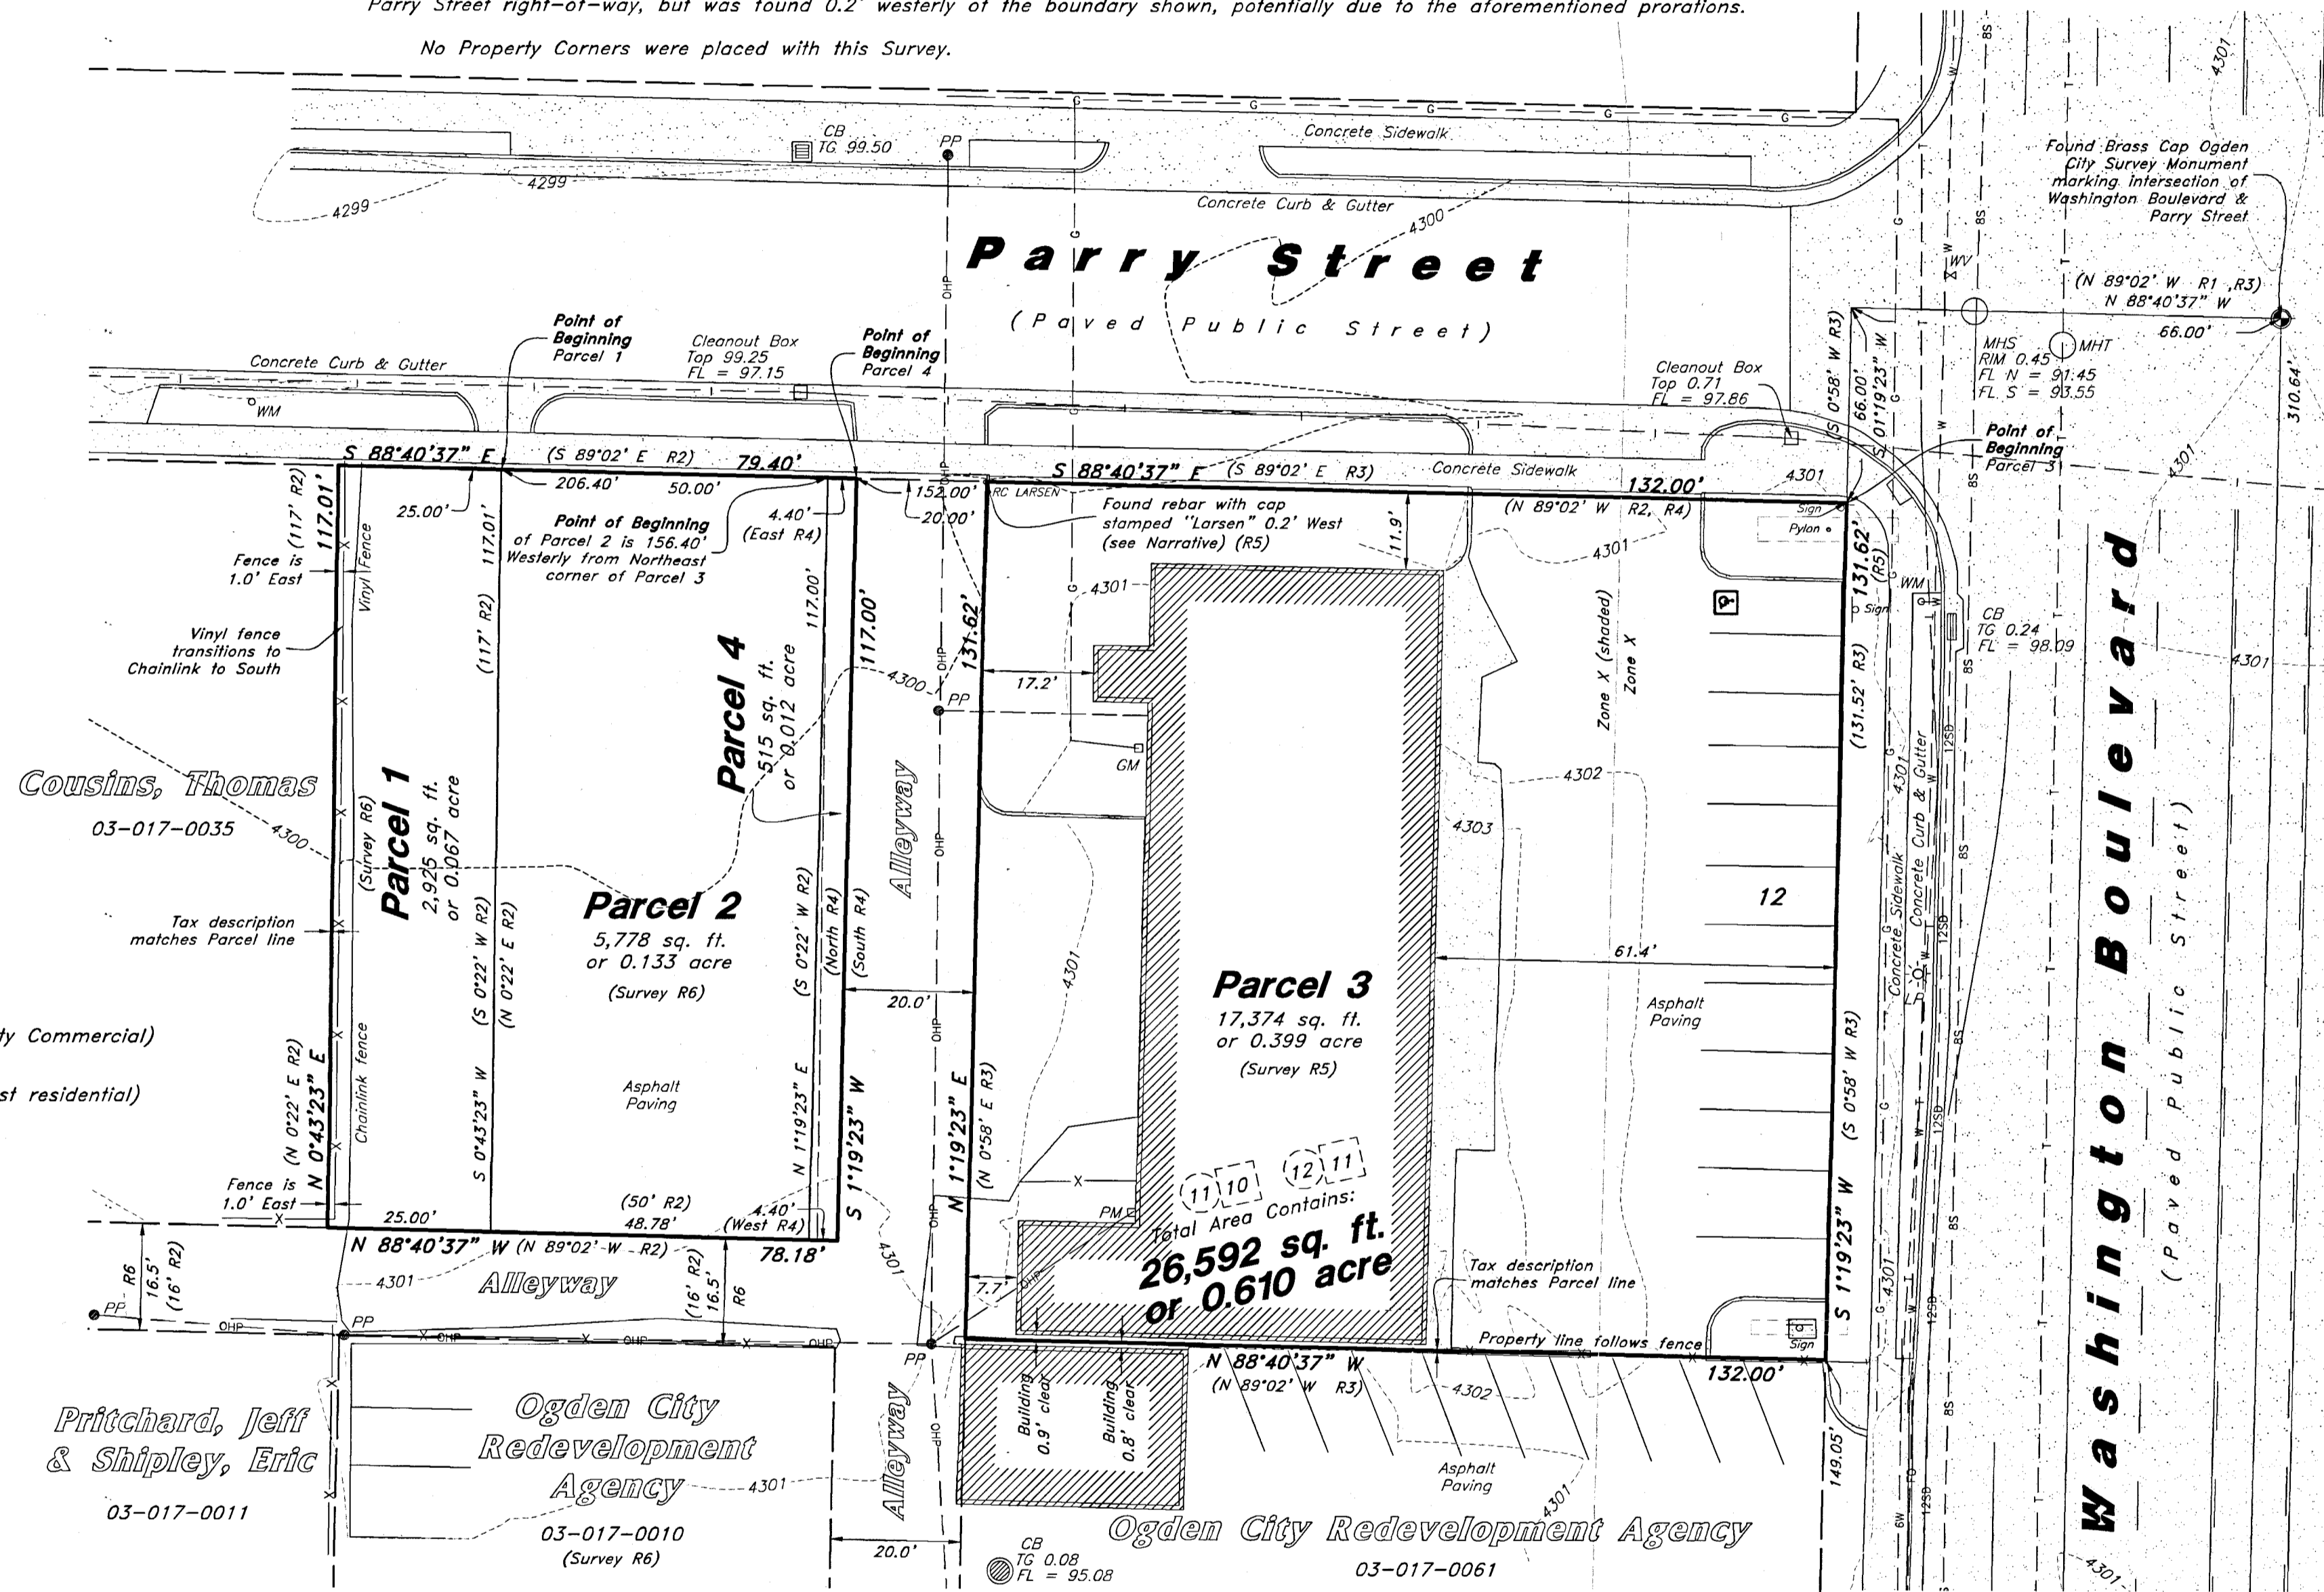 Parry Street right-of-way, but was found 0.2' westerly of the boundary shown, potentially due to the aforementioned prorations.
No Property Corners were placed with this Survey.
Concrete Sidewalk
CB
TG 99.50
PP
4299
4299
Concrete Curb & Gutter
4300
4301
Found Brass Cap Ogden
City Survey Monument
marking intersection of
Washington Boulevard &
Parry Street
Parry Street
(Paved Public Street)
(N 89°02' W R1 ,R3)
N 88°40'37" W
66.00'
310.64'
WV
MHS
RIM 0.45
FL N = 91.45
FL S = 93.55
MHT
(S 0°58' W R3)
66.00'
S 01°19'23" W
Point of
Beginning
Parcel 1
Cleanout Box
Top 99.25
FL = 97.15
Point of
Beginning
Parcel 4
Cleanout Box
Top 0.71
FL = 97.86
Point of
Beginning
Parcel 3
Concrete Curb & Gutter
WM
S 88°40'37" E
(S 89°02' E R2)
79.40'
206.40'
50.00'
25.00'
152.00'
20.00'
4.40'
(East R4)
Point of Beginning
of Parcel 2 is 156.40'
Westerly from Northeast
corner of Parcel 3
RC LARSEN
S 88°40'37" E
(S 89°02' E R3)
Concrete Sidewalk
132.00'
4301
(N 89°02' W R2, R4)
Found rebar with cap
stamped "Larsen" 0.2' West
(see Narrative) (R5)
11.9'
4301
Sign
Pylon
131.62'
(R5)
Sign
WM
(131.52' R3)
CB
TG 0.24
FL = 98.09
4301
4301
(117' R2)
117.01'
Fence is
1.0' East
Vinyl Fence
Vinyl fence
transitions to
Chainlink to South
117.01'
(117' R2)
117.00'
117.00'
131.62'
4301
4300
PP
17.2'
GM
Zone X (shaded)
Zone X
Cousins, Thomas
03-017-0035
4300
(Survey R6)
Parcel 1
2,925 sq. ft.
or 0.067 acre
Parcel 4
515 sq. ft.
or 0.012 acre
Alleyway
4302
4303
12
Parcel 2
5,778 sq. ft.
or 0.133 acre
(Survey R6)
Tax description
matches Parcel line
(S 0°22' W R2)
(N 0°22' E R2)
(S 0°22' W R2)
(North R4)
(South R4)
20.0'
4301
Parcel 3
17,374 sq. ft.
or 0.399 acre
(Survey R5)
61.4'
Asphalt
Paving
4301
Concrete Sidewalk
Concrete Curb & Gutter
Washington Boulevard
(Paved Public Street)
ty Commercial)
st residential)
(N 0°22' E R2)
N 0°43'23" E
Chainlink fence
S 0°43'23" W
Asphalt
Paving
N 1°19'23" E
S 1°19'23" W
N 1°19'23" E
(N 0°58' E R3)
(S 0°58' W R3)
S 1°19'23" W
11 10
12 11
Total Area Contains:
26,592 sq. ft.
or 0.610 acre
PM
Fence is
1.0' East
25.00'
(50' R2)
48.78'
4.40'
(West R4)
N 88°40'37" W
(N 89°02' W R2)
78.18'
R6
16.5'
(16' R2)
4301
Alleyway
(16' R2)
16.5'
R6
4301
7.7'
Tax description
matches Parcel line
4301
PP
PP
PP
Property line follows fence
Sign
N 88°40'37" W
(N 89°02' W R3)
4302
132.00'
149.05'
Building
0.9' clear
Building
0.8' clear
Pritchard, Jeff
& Shipley, Eric
03-017-0011
Ogden City
Redevelopment
Agency
03-017-0010
(Survey R6)
4301
Alleyway
20.0'
CB
TG 0.08
FL = 95.08
Asphalt
Paving
4301
Ogden City Redevelopment Agency
03-017-0061
4301